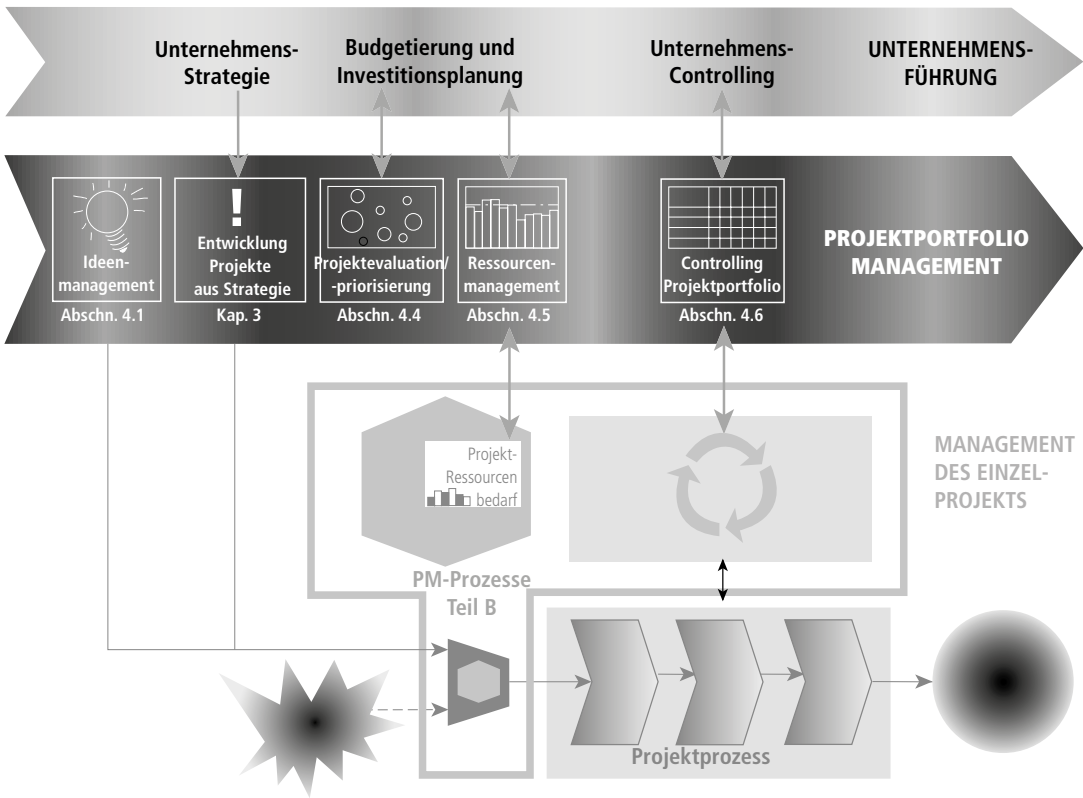 Unternehmens-
Strategie
Budgetierung und
Investitionsplanung
Unternehmens-
Controlling
UNTERNEHMENS-
FÜHRUNG
Ideen-
management
Abschn. 4.1
!
Entwicklung
Projekte
aus Strategie
Kap. 3
Projektevaluation/
-priorisierung
Abschn. 4.4
Ressourcen-
management
Abschn. 4.5
Controlling
Projektportfolio
Abschn. 4.6
PROJEKTPORTFOLIO
MANAGEMENT
Projekt-
Ressourcen
bedarf
PM-Prozesse
Teil B
MANAGEMENT
DES EINZEL-
PROJEKTS
Projektprozess